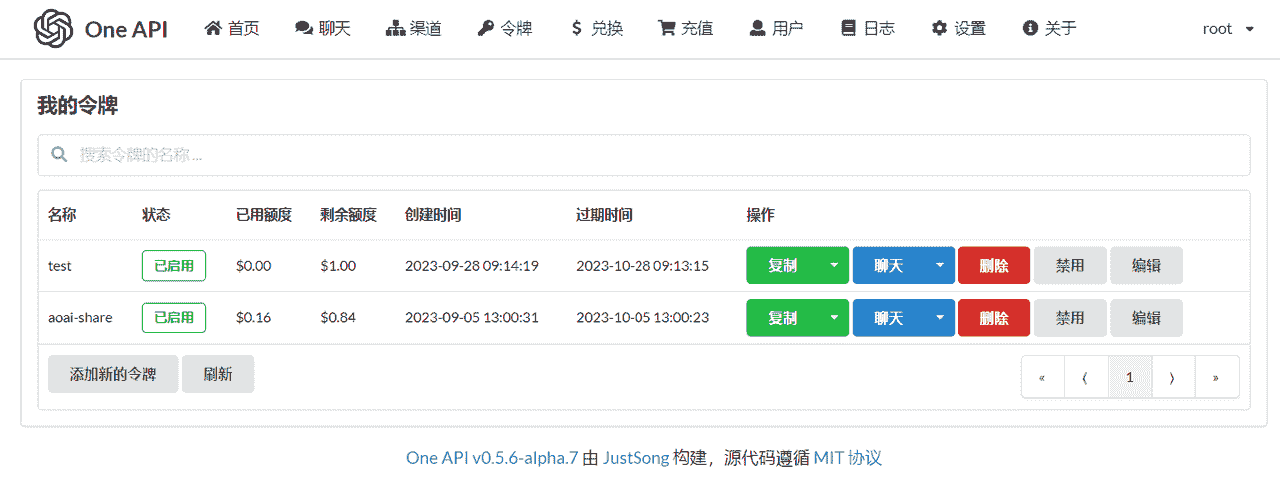 One API 首页 聊天 渠道 令牌 兑换 充值 用户 日志 设置 关于 root
我的令牌
搜索令牌的名称 ...
名称 状态 已用额度 剩余额度 创建时间 过期时间 操作
test 已启用 $0.00 $1.00 2023-09-28 09:14:19 2023-10-28 09:13:15 复制 聊天 删除 禁用 编辑
aoai-share 已启用 $0.16 $0.84 2023-09-05 13:00:31 2023-10-05 13:00:23 复制 聊天 删除 禁用 编辑
添加新的令牌 刷新 « ⟨ 1 ⟩ »
One API v0.5.6-alpha.7 由 JustSong 构建，源代码遵循 MIT 协议